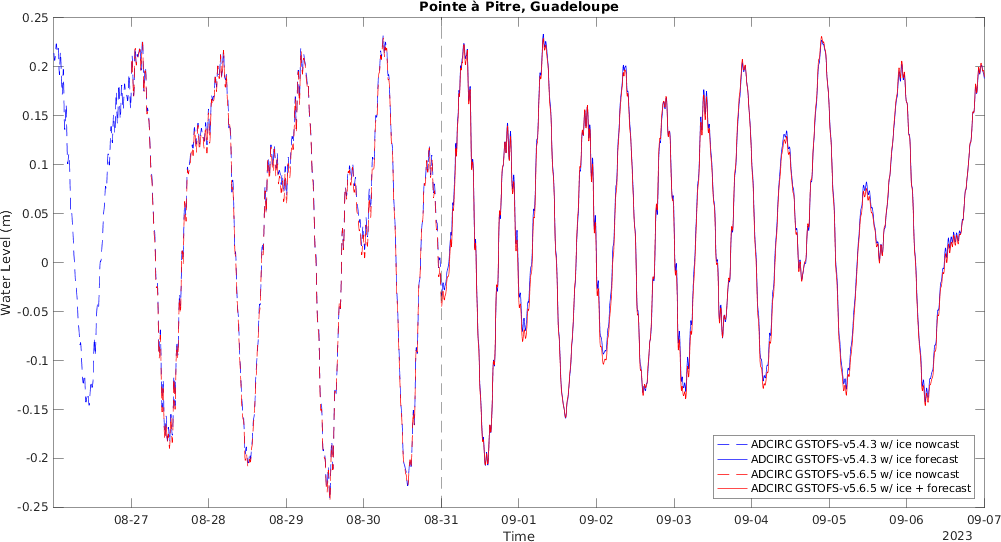 Pointe à Pitre, Guadeloupe
0.25
0.2
0.15
0.1
0.05
0
-0.05
-0.1
-0.15
-0.2
-0.25
Water Level (m)
ADCIRC GSTOFS-v5.4.3 w/ ice nowcast
ADCIRC GSTOFS-v5.4.3 w/ ice forecast
ADCIRC GSTOFS-v5.6.5 w/ ice nowcast
ADCIRC GSTOFS-v5.6.5 w/ ice + forecast
08-27 08-28 08-29 08-30 08-31 09-01 09-02 09-03 09-04 09-05 09-06 09-07
Time
2023